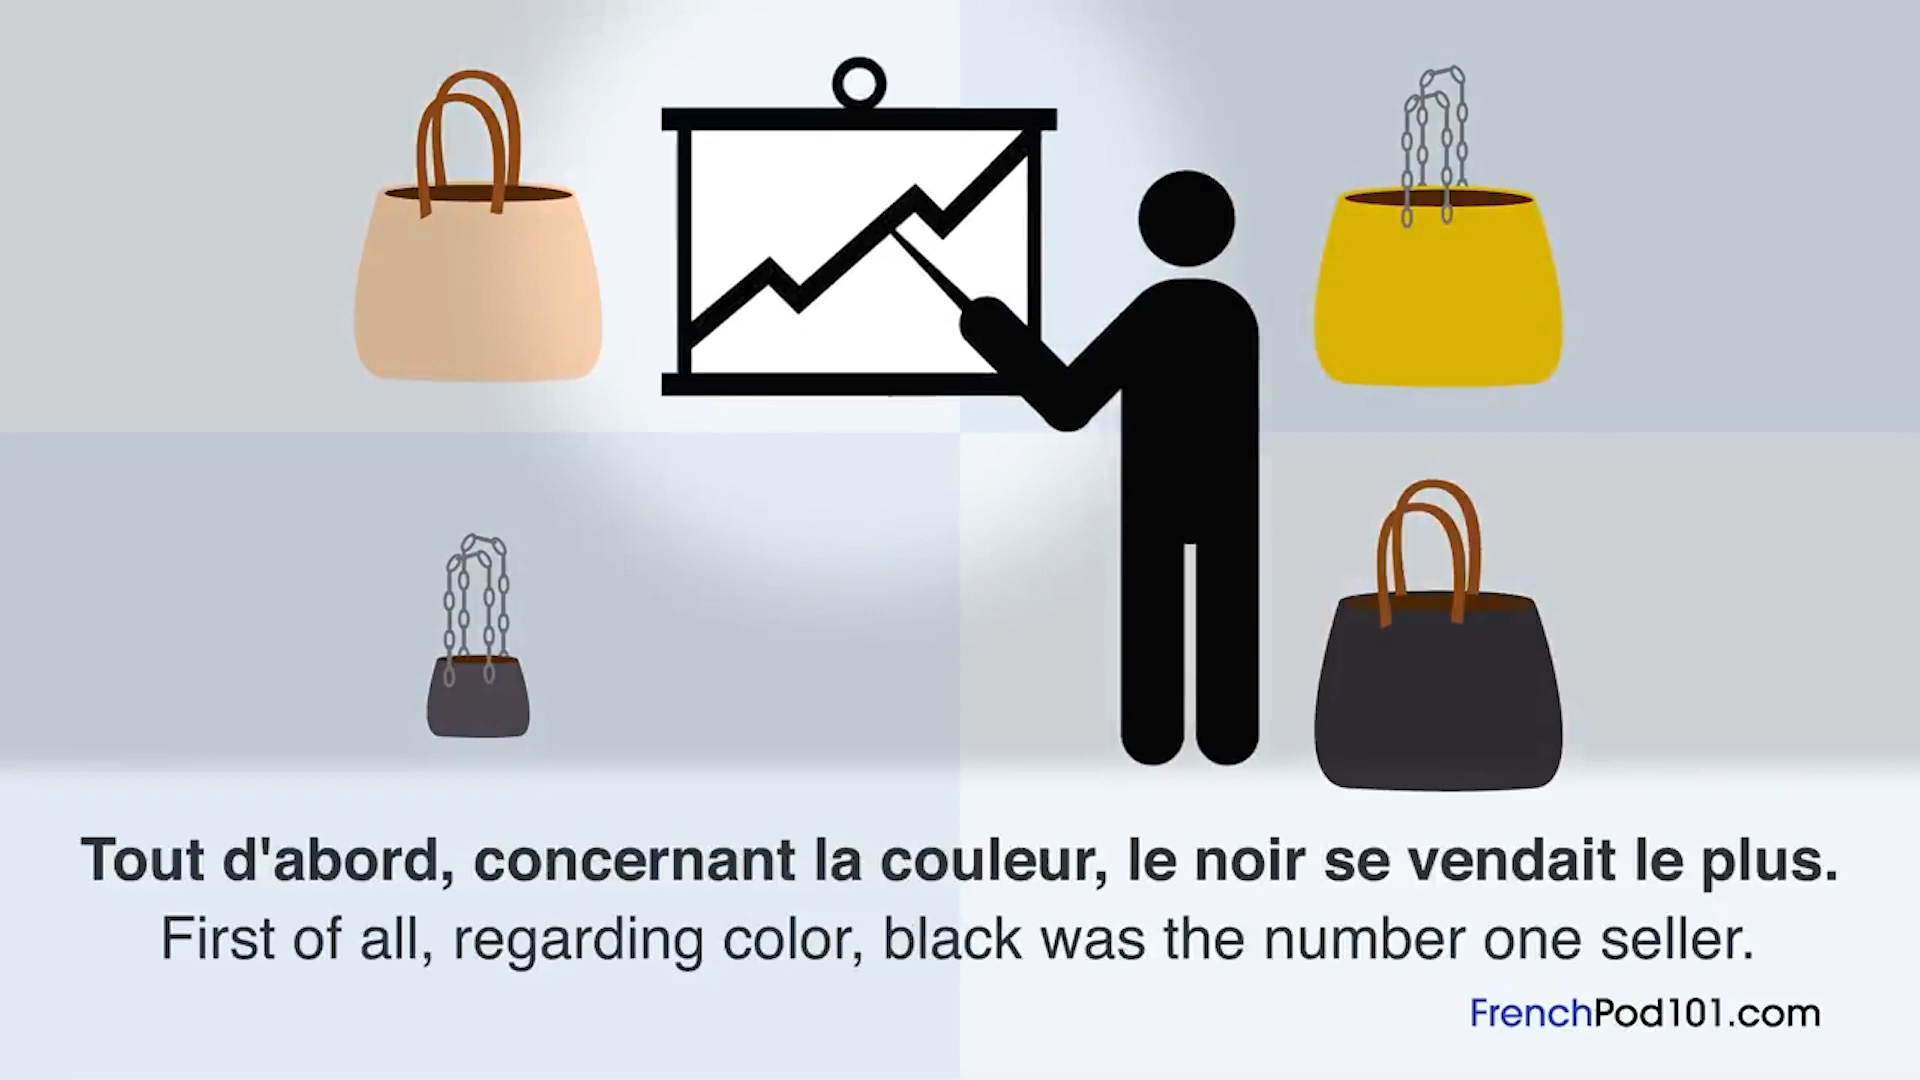 Tout d'abord, concernant la couleur, le noir se vendait le plus.
First of all, regarding color, black was the number one seller.
FrenchPod101.com